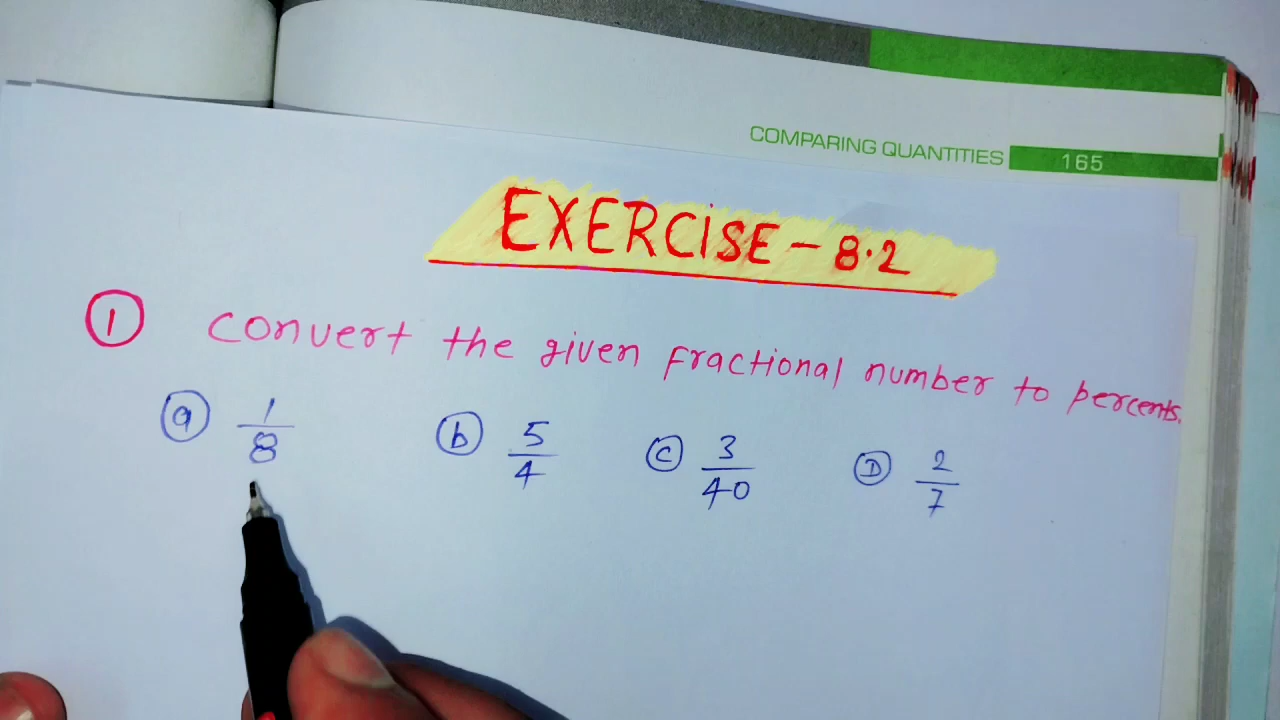 COMPARING QUANTITIES 165
EXERCISE - 8.2
① Convert the given fractional number to percents.
ⓐ 1/8 ⓑ 5/4 ⓒ 3/40 Ⓓ 2/7